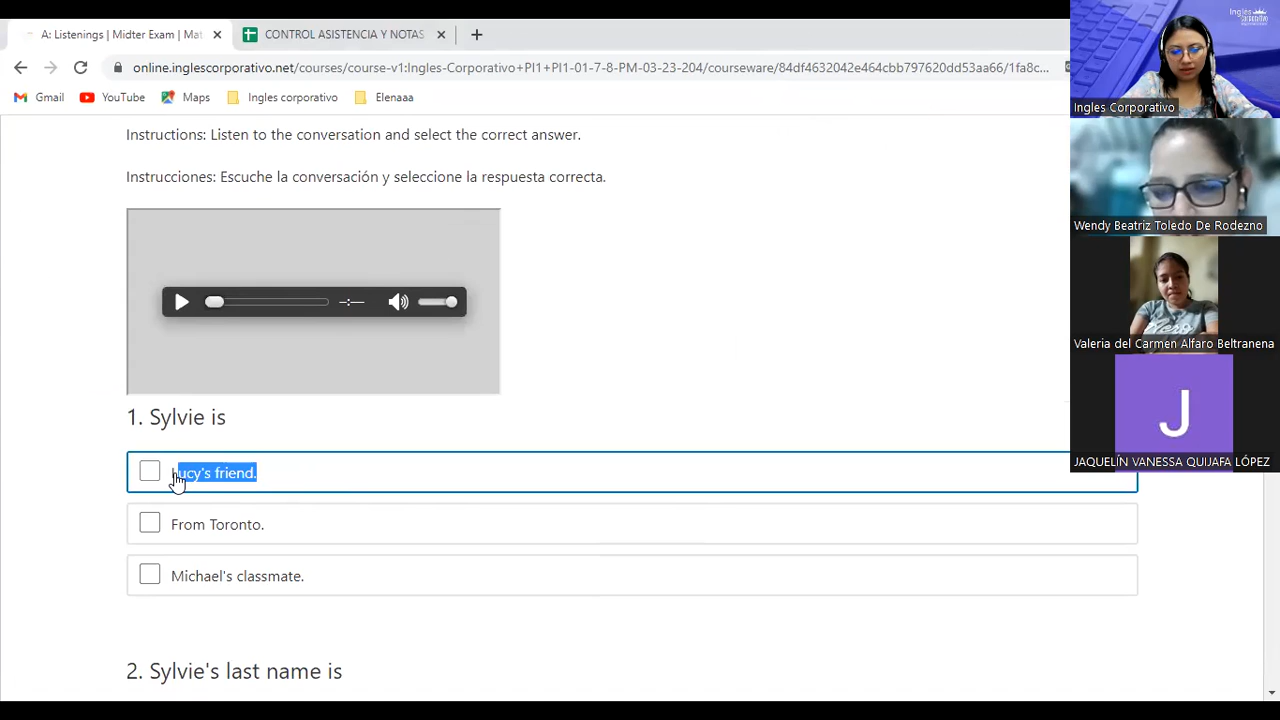 A: Listenings | Midter Exam | Mat
CONTROL ASISTENCIA Y NOTAS
online.inglescorporativo.net/courses/course-v1:Ingles-Corporativo+PI1+PI1-01-7-8-PM-03-23-204/courseware/84df4632042e464cbb797620dd53aa66/1fa8c...
Gmail
YouTube
Maps
Ingles corporativo
Elenaaa
Instructions: Listen to the conversation and select the correct answer.
Instrucciones: Escuche la conversación y seleccione la respuesta correcta.
1. Sylvie is
Lucy's friend.
From Toronto.
Michael's classmate.
2. Sylvie's last name is
Ingles
Ingles Corporativo
Wendy Beatriz Toledo De Rodezno
Valeria del Carmen Alfaro Beltranena
J
JAQUELÍN VANESSA QUIJAFA LÓPEZ